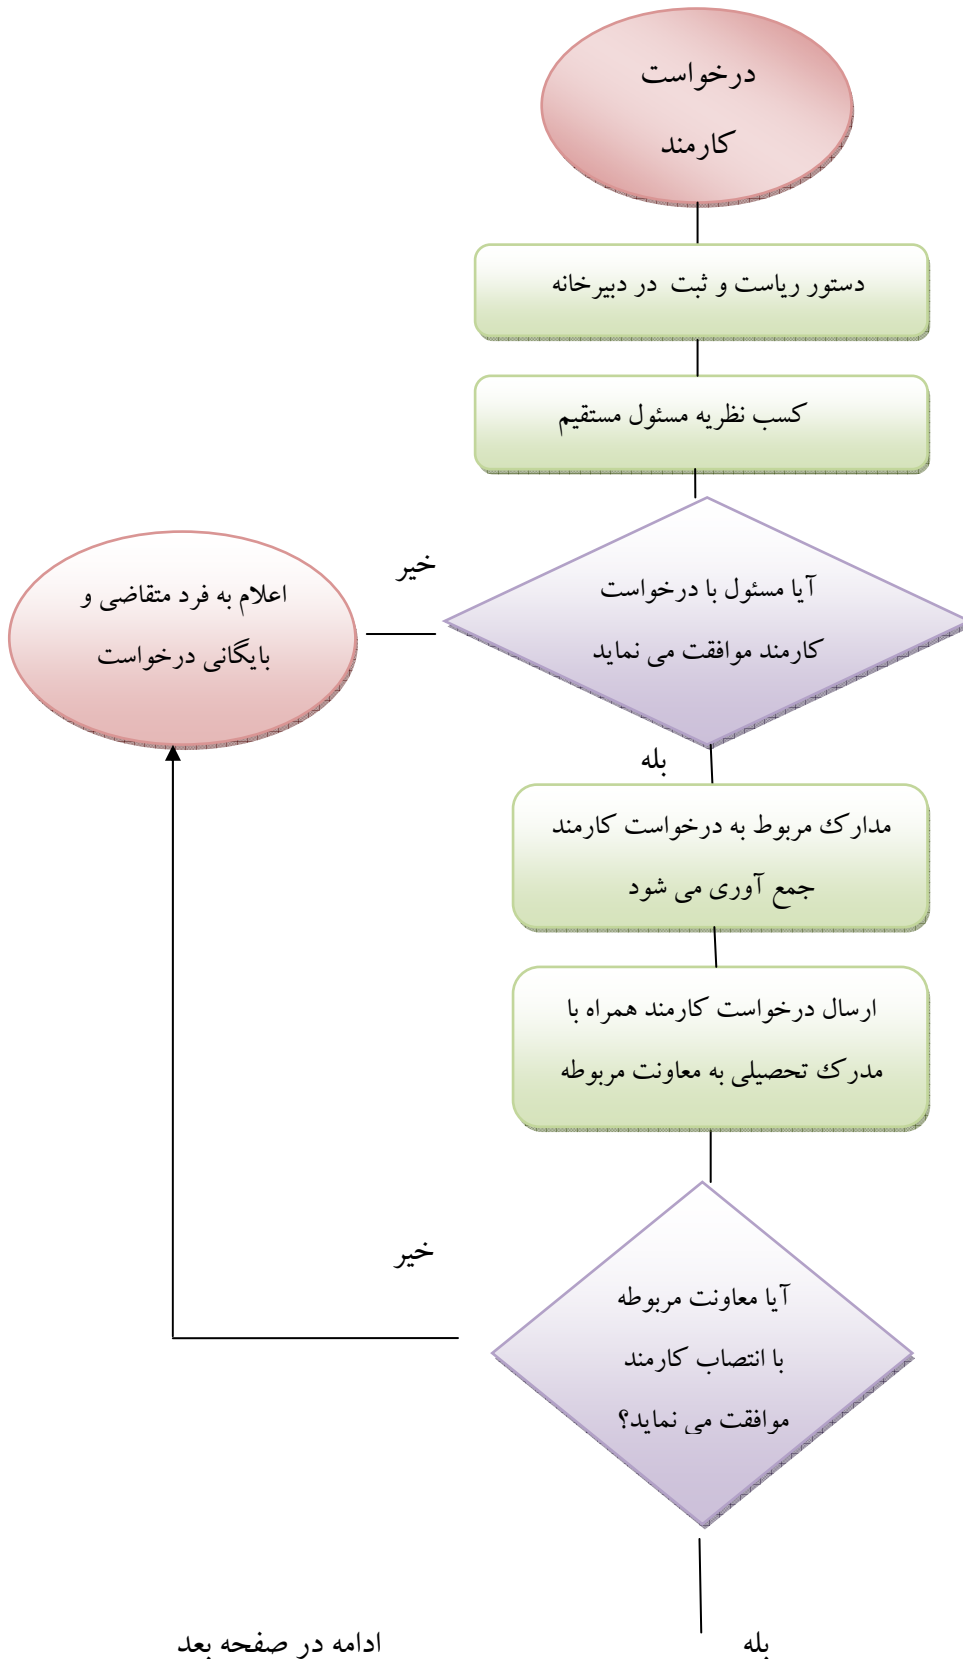 درخواست
کارمند
دستور ریاست و ثبت در دبیرخانه
کسب نظریه مسئول مستقیم
آیا مسئول با درخواست
کارمند موافقت می نماید
خیر
اعلام به فرد متقاضی و
بایگانی درخواست
بله
مدارک مربوط به درخواست کارمند
جمع آوری می شود
ارسال درخواست کارمند همراه با
مدرک تحصیلی به معاونت مربوطه
خیر
آیا معاونت مربوطه
با انتصاب کارمند
موافقت می نماید؟
بله
ادامه در صفحه بعد